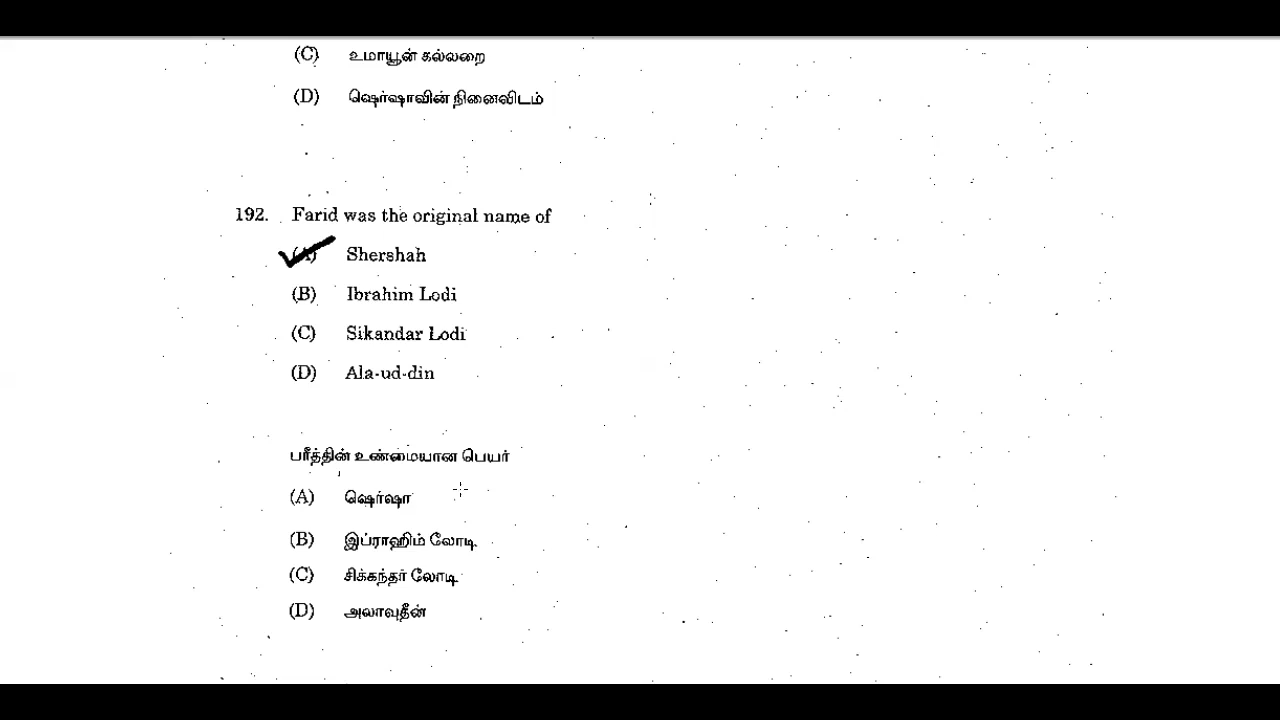 (C) உமாயூன் கல்லறை
(D) ஷெர்ஷாவின் நினைவிடம்
192. Farid was the original name of
(A) Shershah
(B) Ibrahim Lodi
(C) Sikandar Lodi
(D) Ala-ud-din
பரீத்தின் உண்மையான பெயர்
(A) ஷெர்ஷா
(B) இப்ராஹிம் லோடி
(C) சிக்கந்தர் லோடி
(D) அலாவுதீன்